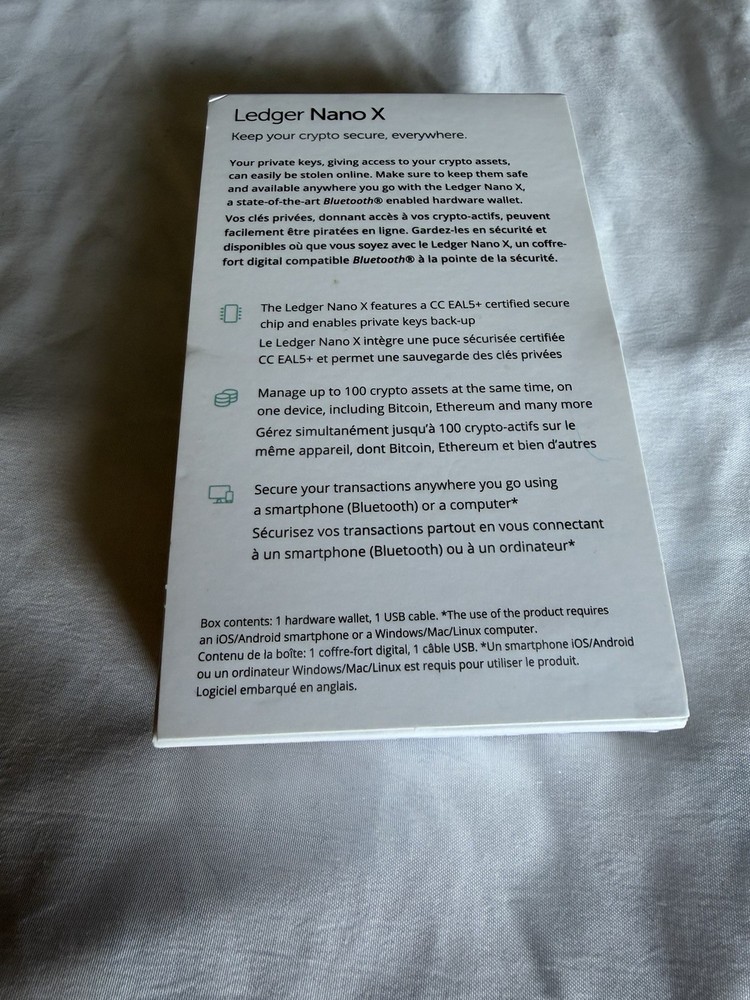 Ledger Nano X
Keep your crypto secure, everywhere.
Your private keys, giving access to your crypto assets,
can easily be stolen online. Make sure to keep them safe
and available anywhere you go with the Ledger Nano X,
a state-of-the-art Bluetooth® enabled hardware wallet.
Vos clés privées, donnant accès à vos crypto-actifs, peuvent
facilement être piratées en ligne. Gardez-les en sécurité et
disponibles où que vous soyez avec le Ledger Nano X, un coffre-
fort digital compatible Bluetooth® à la pointe de la sécurité.
The Ledger Nano X features a CC EAL5+ certified secure
chip and enables private keys back-up
Le Ledger Nano X intègre une puce sécurisée certifiée
CC EAL5+ et permet une sauvegarde des clés privées
Manage up to 100 crypto assets at the same time, on
one device, including Bitcoin, Ethereum and many more
Gérez simultanément jusqu'à 100 crypto-actifs sur le
même appareil, dont Bitcoin, Ethereum et bien d'autres
Secure your transactions anywhere you go using
a smartphone (Bluetooth) or a computer*
Sécurisez vos transactions partout en vous connectant
à un smartphone (Bluetooth) ou à un ordinateur*
Box contents: 1 hardware wallet, 1 USB cable. *The use of the product requires
an iOS/Android smartphone or a Windows/Mac/Linux computer.
Contenu de la boîte: 1 coffre-fort digital, 1 câble USB. *Un smartphone iOS/Android
ou un ordinateur Windows/Mac/Linux est requis pour utiliser le produit.
Logiciel embarqué en anglais.